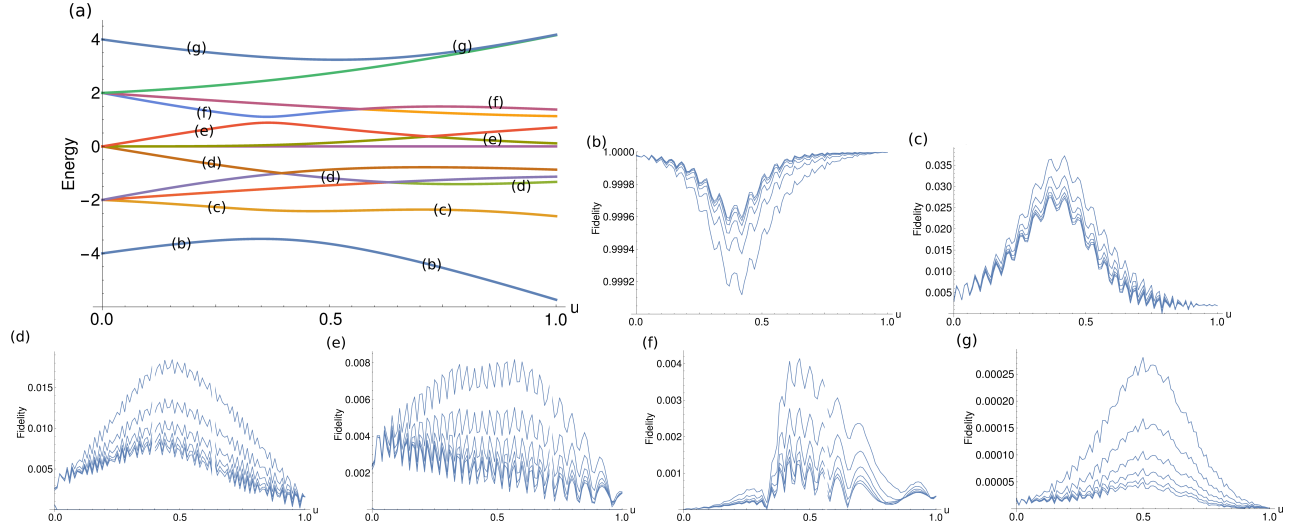 (a)
Energy
4
2
0
−2
−4
0.0
0.5
1.0
u
(g)
(g)
(f)
(f)
(e)
(e)
(d)
(d)
(d)
(c)
(c)
(b)
(b)
(b)
Fidelity
1.0000
0.9998
0.9996
0.9994
0.9992
0.0
0.5
1.0
u
(c)
Fidelity
0.035
0.030
0.025
0.020
0.015
0.010
0.005
0.0
0.5
1.0
u
(d)
Fidelity
0.015
0.010
0.005
0.0
0.5
1.0
u
(e)
Fidelity
0.008
0.006
0.004
0.002
0.0
0.5
1.0
u
(f)
Fidelity
0.004
0.003
0.002
0.001
0.0
0.5
1.0
u
(g)
Fidelity
0.00025
0.00020
0.00015
0.00010
0.00005
0.0
0.5
1.0
u